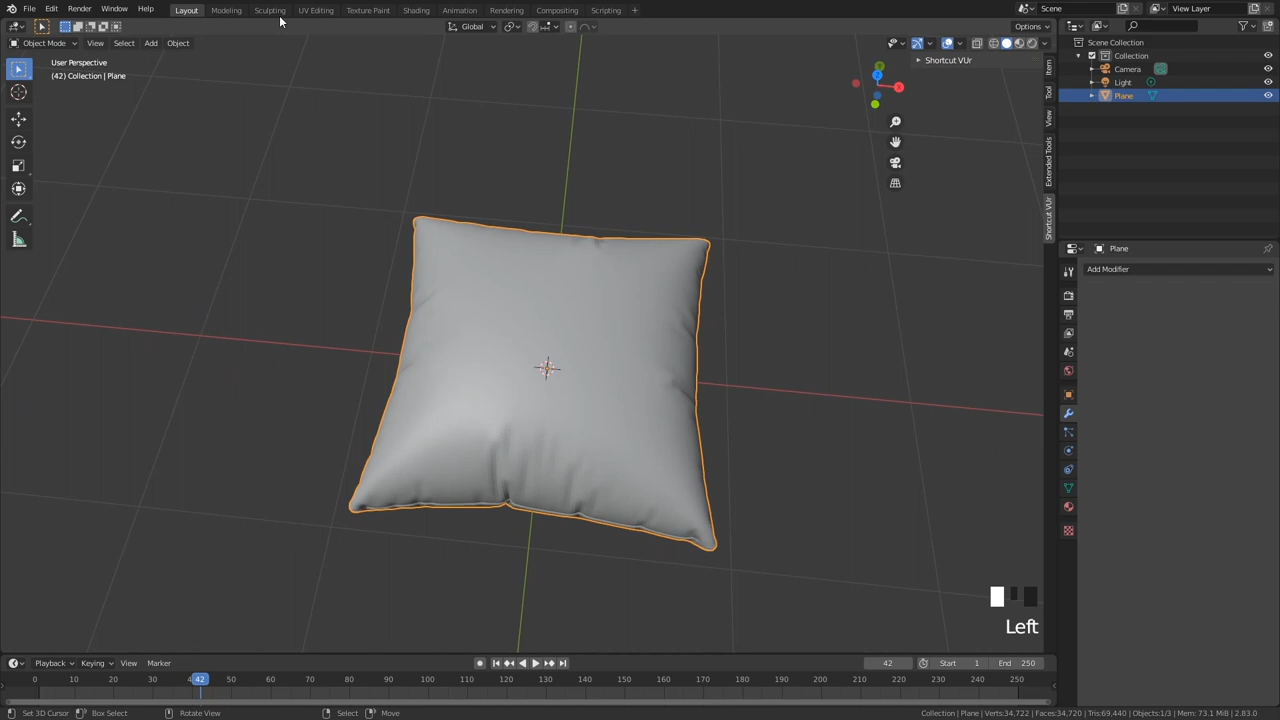 File Edit Render Window Help Layout Modeling Sculpting UV Editing Texture Paint Shading Animation Rendering Compositing Scripting + Scene View Layer
Global Options
Object Mode View Select Add Object
User Perspective
(42) Collection | Plane
Shortcut VUr
X
Z
Item
Tool
View
Extended Tools
Shortcut VUr
Scene Collection
Collection
Camera
Light
Plane
Plane
Add Modifier
Left
Playback Keying View Marker 42 Start 1 End 250
0 10 20 30 42 50 60 70 80 90 100 110 120 130 140 150 160 170 180 190 200 210 220 230 240 250
Set 3D Cursor Box Select Rotate View Select Move Collection | Plane | Verts:34,722 | Faces:34,720 | Tris:69,440 | Objects:1/3 | Mem: 73.1 MiB | 2.83.0